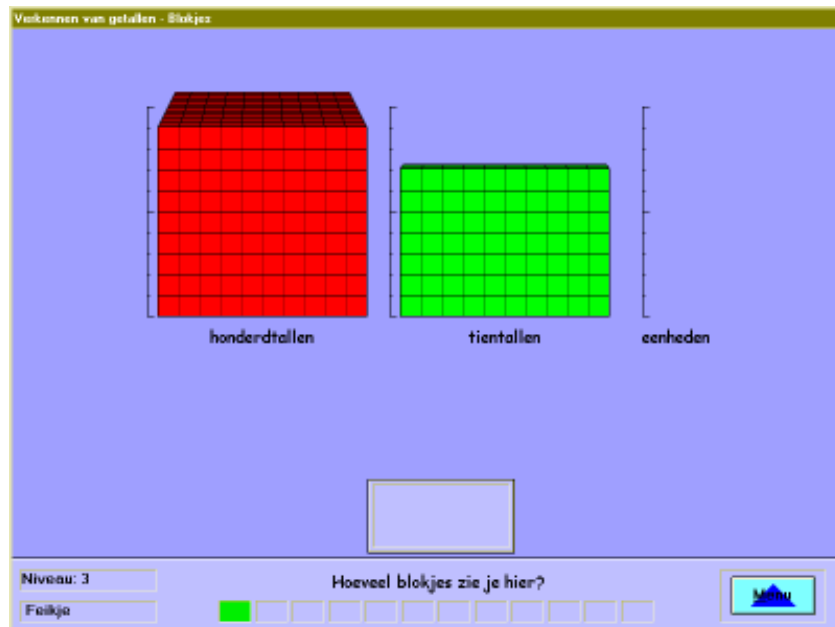 Verkennen van getallen - Blokjes
honderdtallen
tientallen
eenheden
Niveau: 3
Hoeveel blokjes zie je hier?
Menu
Feikje